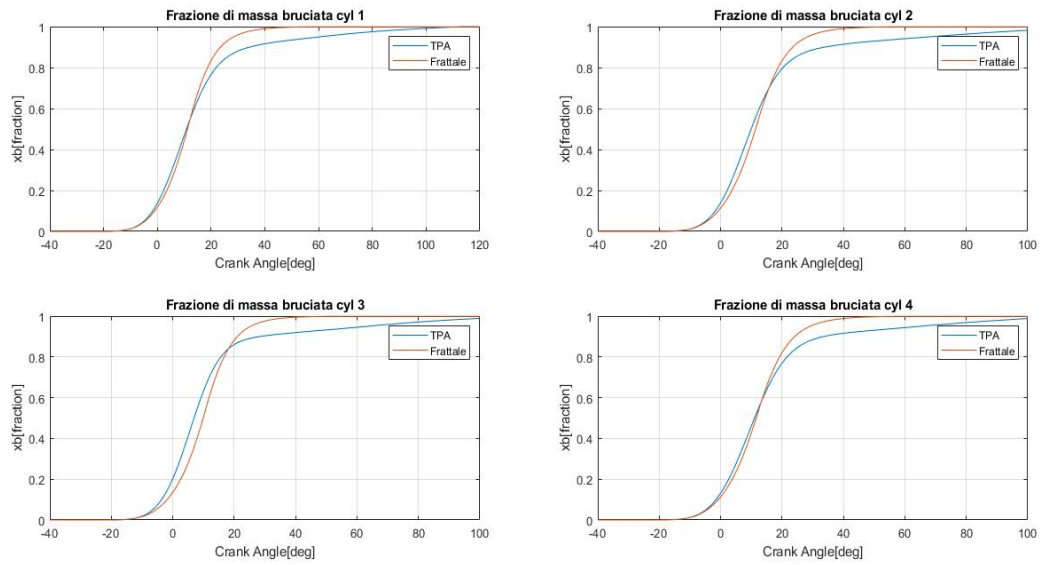 Frazione di massa bruciata cyl 1
1
0.8
0.6
0.4
0.2
0
xb[fraction]
-40 -20 0 20 40 60 80 100 120
Crank Angle[deg]
TPA
Frattale
Frazione di massa bruciata cyl 2
1
0.8
0.6
0.4
0.2
0
xb[fraction]
-40 -20 0 20 40 60 80 100
Crank Angle[deg]
TPA
Frattale
Frazione di massa bruciata cyl 3
1
0.8
0.6
0.4
0.2
0
xb[fraction]
-40 -20 0 20 40 60 80 100
Crank Angle[deg]
TPA
Frattale
Frazione di massa bruciata cyl 4
1
0.8
0.6
0.4
0.2
0
xb[fraction]
-40 -20 0 20 40 60 80 100
Crank Angle[deg]
TPA
Frattale